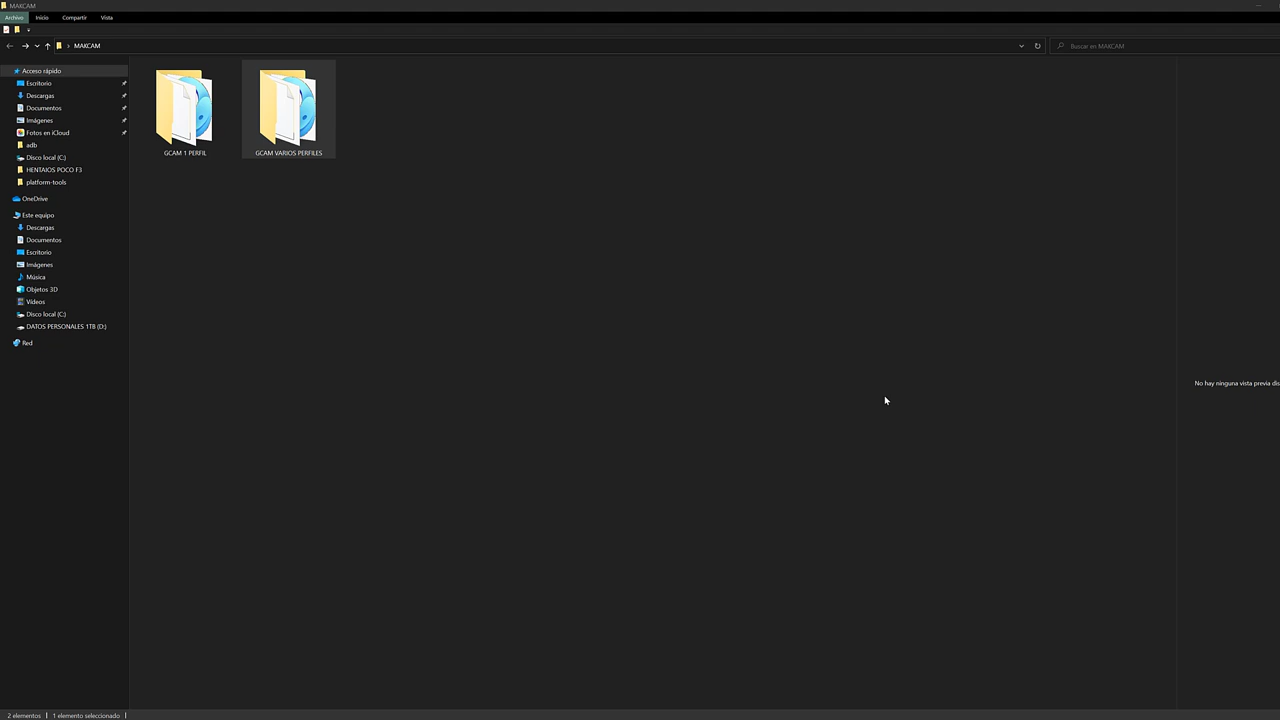 MAKCAM
Archivo Inicio Compartir Vista
MAKCAM
Buscar en MAKCAM
Acceso rápido
Escritorio
Descargas
Documentos
Imágenes
Fotos en iCloud
adb
Disco local (C:)
HENTAIOS POCO F3
platform-tools
OneDrive
Este equipo
Descargas
Documentos
Escritorio
Imágenes
Música
Objetos 3D
Vídeos
Disco local (C:)
DATOS PERSONALES 1TB (D:)
Red
GCAM 1 PERFIL
GCAM VARIOS PERFILES
No hay ninguna vista previa dis
2 elementos
1 elemento seleccionado